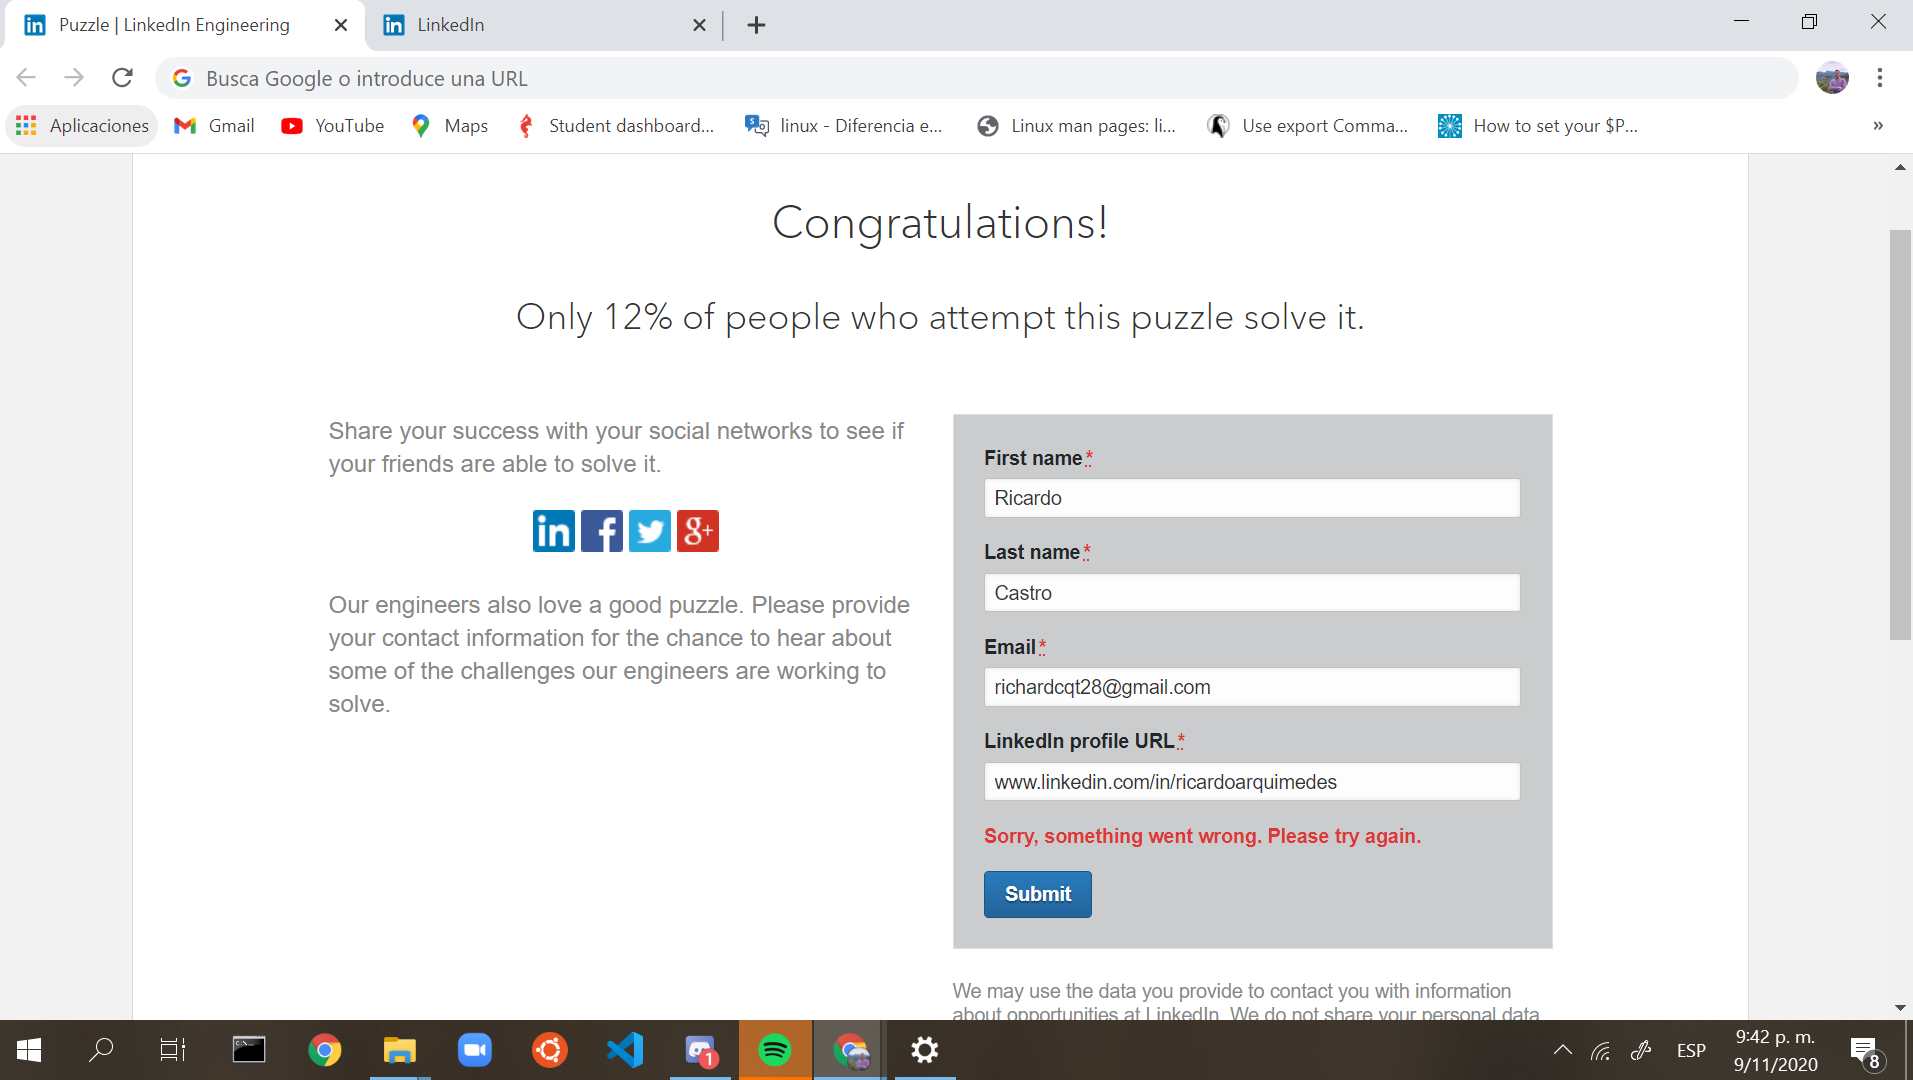 Puzzle | LinkedIn Engineering
LinkedIn
Busca Google o introduce una URL
Aplicaciones
Gmail
YouTube
Maps
Student dashboard...
linux - Diferencia e...
Linux man pages: li...
Use export Comma...
How to set your $P...
»
Congratulations!
Only 12% of people who attempt this puzzle solve it.
Share your success with your social networks to see if
your friends are able to solve it.
in f g+
Our engineers also love a good puzzle. Please provide
your contact information for the chance to hear about
some of the challenges our engineers are working to
solve.
First name*
Ricardo
Last name*
Castro
Email*
richardcqt28@gmail.com
LinkedIn profile URL*
www.linkedin.com/in/ricardoarquimedes
Sorry, something went wrong. Please try again.
Submit
We may use the data you provide to contact you with information
about opportunities at LinkedIn. We do not share your personal data
1
ESP
9:42 p. m.
9/11/2020
8